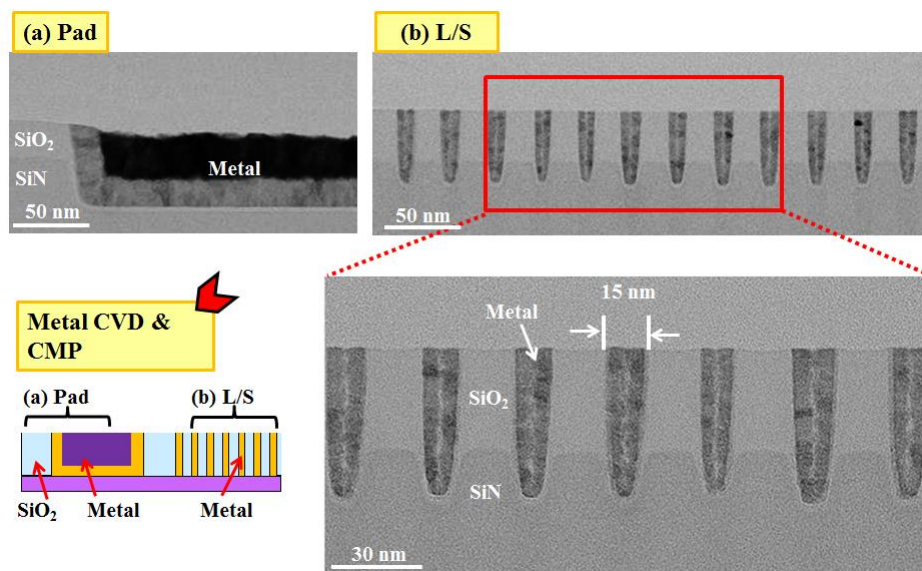 (a) Pad
SiO2
SiN
Metal
50 nm
(b) L/S
50 nm
Metal CVD &
CMP
(a) Pad
(b) L/S
SiO2
Metal
Metal
15 nm
Metal
SiO2
SiN
30 nm